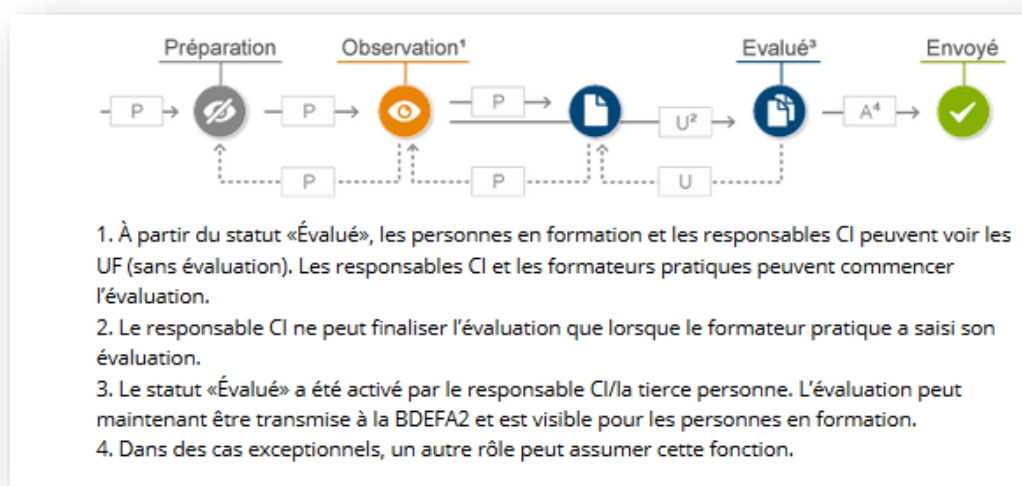 Préparation
Observation¹
Evalué³
Envoyé
P
P
P
U²
A⁴
P
P
U
1. À partir du statut «Évalué», les personnes en formation et les responsables CI peuvent voir les
UF (sans évaluation). Les responsables CI et les formateurs pratiques peuvent commencer
l’évaluation.
2. Le responsable CI ne peut finaliser l’évaluation que lorsque le formateur pratique a saisi son
évaluation.
3. Le statut «Évalué» a été activé par le responsable CI/la tierce personne. L’évaluation peut
maintenant être transmise à la BDEFA2 et est visible pour les personnes en formation.
4. Dans des cas exceptionnels, un autre rôle peut assumer cette fonction.